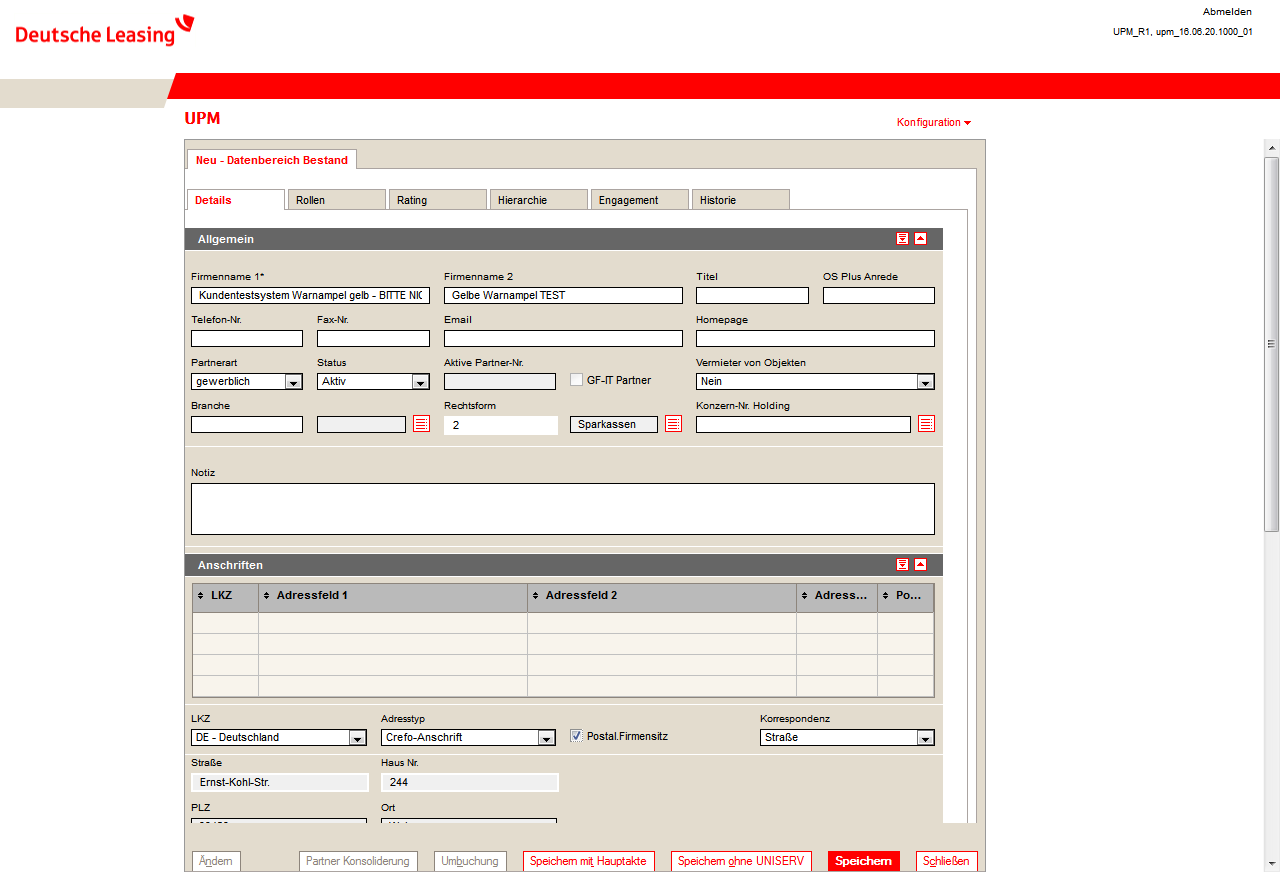 Deutsche Leasing
Abmelden
UPM_R1, upm_16.06.20.1000_01
UPM
Konfiguration
Neu - Datenbereich Bestand
Details Rollen Rating Hierarchie Engagement Historie
Allgemein
Firmenname 1* Firmenname 2 Titel OS Plus Anrede
Kundentestsystem Warnampel gelb - BITTE NIC Gelbe Warnampel TEST
Telefon-Nr. Fax-Nr. Email Homepage
Partnerart Status Aktive Partner-Nr. Vermieter von Objekten
gewerblich Aktiv GF-IT Partner Nein
Branche Rechtsform Konzern-Nr. Holding
2 Sparkassen
Notiz
Anschriften
LKZ Adressfeld 1 Adressfeld 2 Adress... Po...
LKZ Adresstyp Korrespondenz
DE - Deutschland Crefo-Anschrift Postal.Firmensitz Straße
Straße Haus Nr.
Ernst-Kohl-Str. 244
PLZ Ort
Ändern Partner Konsolidierung Umbuchung Speichern mit Hauptakte Speichern ohne UNISERV Speichern Schließen